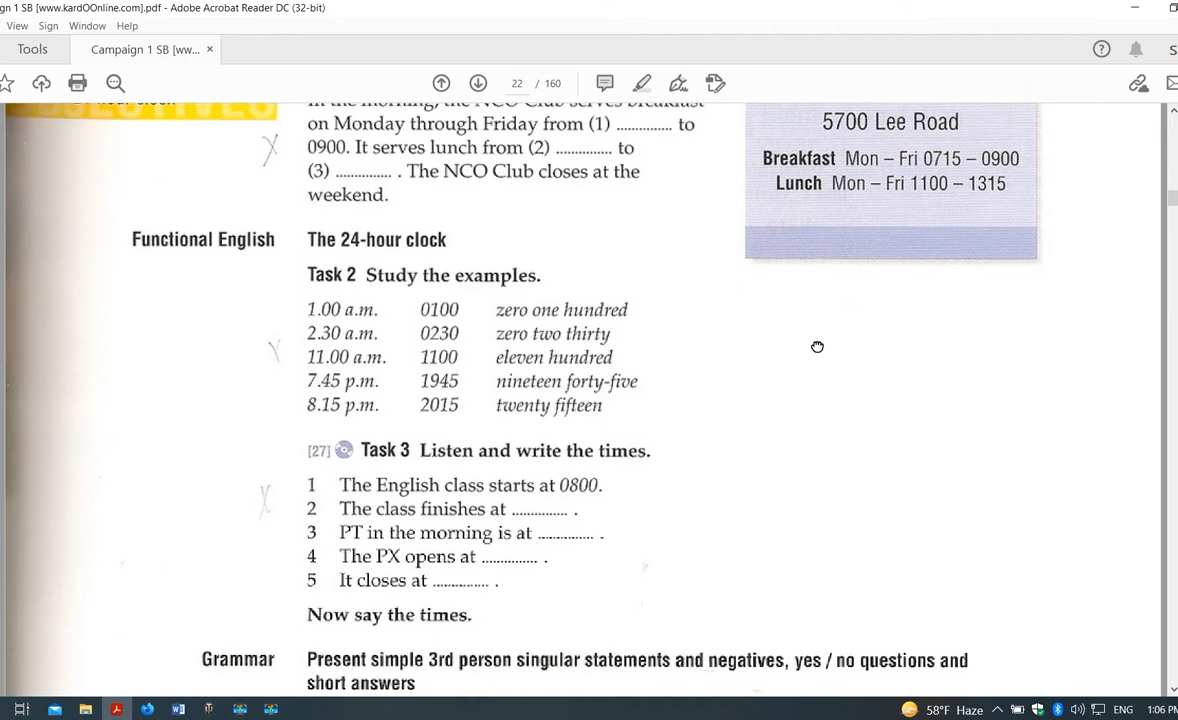 gn 1 SB [www.kardOOnline.com].pdf - Adobe Acrobat Reader DC (32-bit)
View Sign Window Help
Tools Campaign 1 SB [ww... ×
22 / 160
in the morning, the NCO Club serves breakfast
on Monday through Friday from (1) .............. to
0900. It serves lunch from (2) .............. to
(3) .............. . The NCO Club closes at the
weekend.
5700 Lee Road
Breakfast Mon – Fri 0715 – 0900
Lunch Mon – Fri 1100 – 1315
Functional English The 24-hour clock
Task 2 Study the examples.
1.00 a.m. 0100 zero one hundred
2.30 a.m. 0230 zero two thirty
11.00 a.m. 1100 eleven hundred
7.45 p.m. 1945 nineteen forty-five
8.15 p.m. 2015 twenty fifteen
[27] Task 3 Listen and write the times.
1 The English class starts at 0800.
2 The class finishes at .............. .
3 PT in the morning is at .............. .
4 The PX opens at .............. .
5 It closes at .............. .
Now say the times.
Grammar Present simple 3rd person singular statements and negatives, yes / no questions and
short answers
58°F Haze ENG 1:06 PM